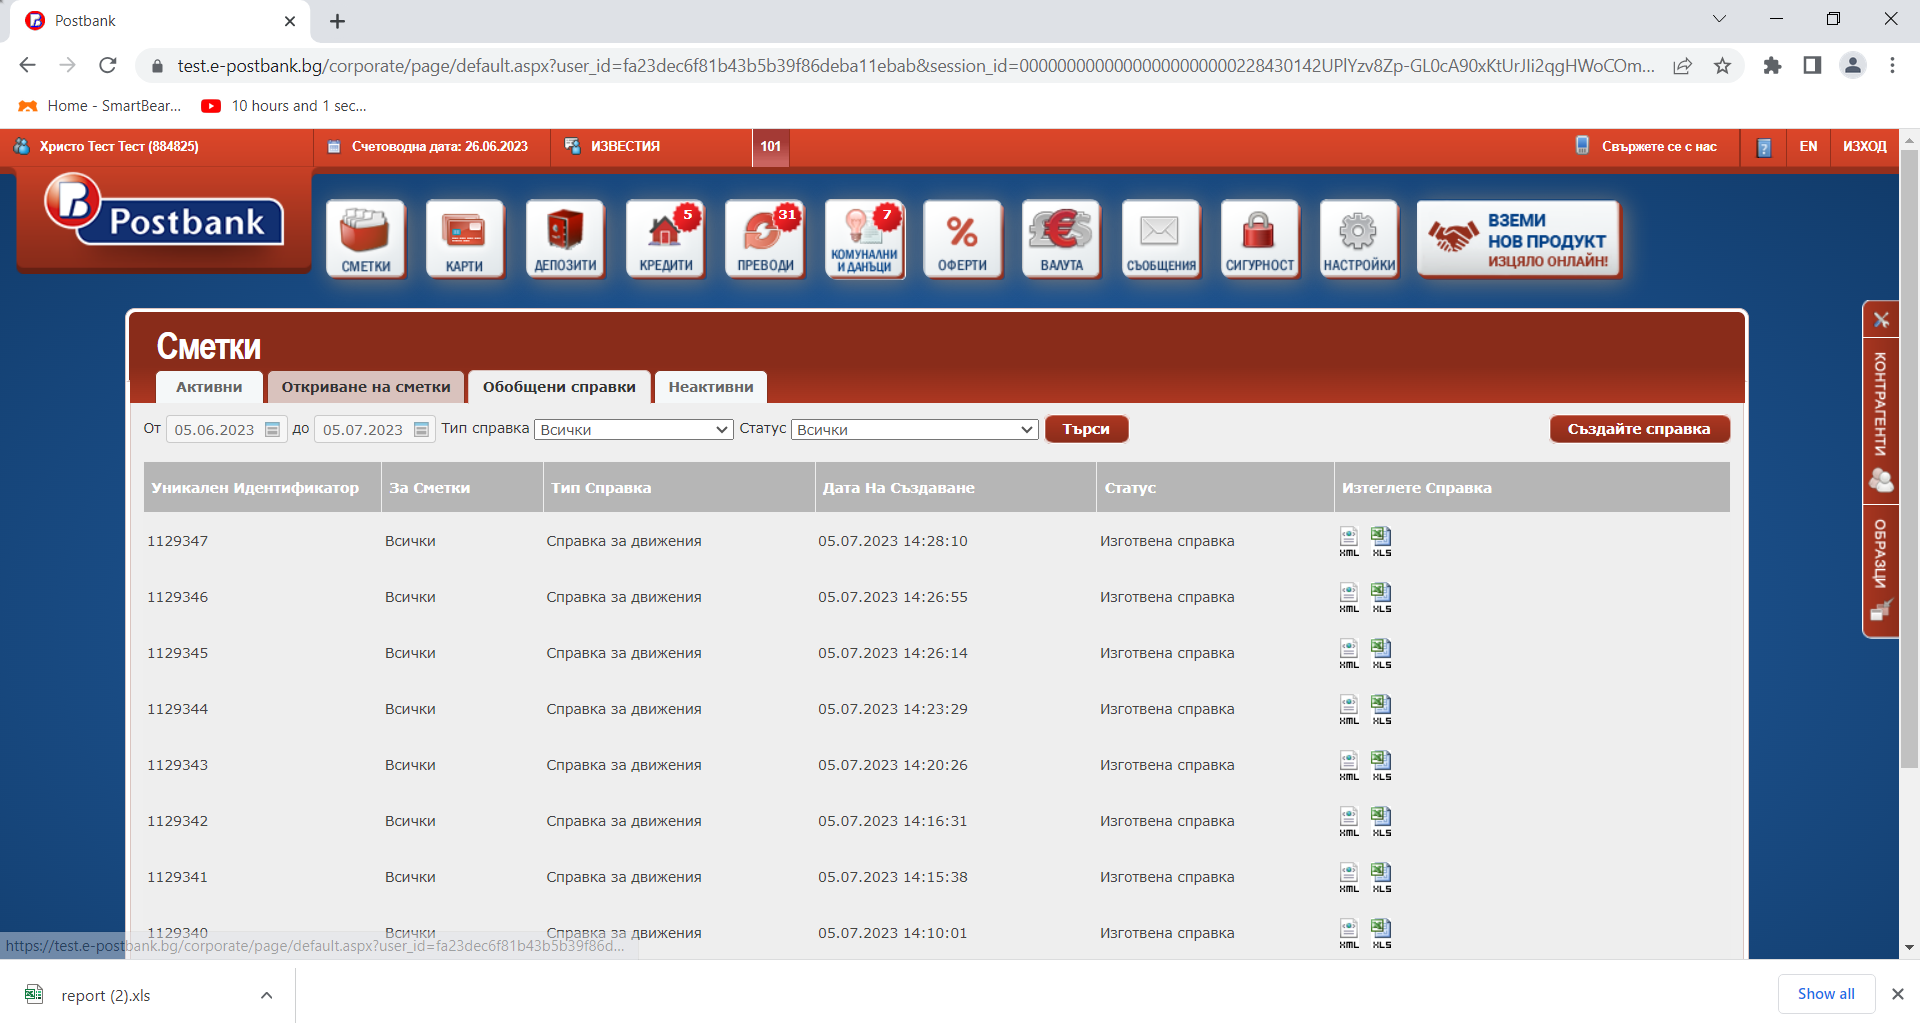 Postbank
test.e-postbank.bg/corporate/page/default.aspx?user_id=fa23dec6f81b43b5b39f86deba11ebab&session_id=0000000000000000000000228430142UPlYzv8Zp-GL0cA90xKtUrJIi2qgHWoCOm...
Home - SmartBear...
10 hours and 1 sec...
Христо Тест Тест (884825)
Счетоводна дата: 26.06.2023
ИЗВЕСТИЯ
101
Свържете се с нас
EN
ИЗХОД
Postbank
СМЕТКИ
КАРТИ
ДЕПОЗИТИ
5
КРЕДИТИ
31
ПРЕВОДИ
7
КОМУНАЛНИ
И ДАНЪЦИ
ОФЕРТИ
ВАЛУТА
СЪОБЩЕНИЯ
СИГУРНОСТ
НАСТРОЙКИ
ВЗЕМИ
НОВ ПРОДУКТ
ИЗЦЯЛО ОНЛАЙН!
КОНТРАГЕНТИ
ОБРАЗЦИ
Сметки
Активни
Откриване на сметки
Обобщени справки
Неактивни
От 05.06.2023 до 05.07.2023 Тип справка Всички Статус Всички Търси Създайте справка
Уникален Идентификатор За Сметки Тип Справка Дата На Създаване Статус Изтеглете Справка
1129347 Всички Справка за движения 05.07.2023 14:28:10 Изготвена справка XML XLS
1129346 Всички Справка за движения 05.07.2023 14:26:55 Изготвена справка XML XLS
1129345 Всички Справка за движения 05.07.2023 14:26:14 Изготвена справка XML XLS
1129344 Всички Справка за движения 05.07.2023 14:23:29 Изготвена справка XML XLS
1129343 Всички Справка за движения 05.07.2023 14:20:26 Изготвена справка XML XLS
1129342 Всички Справка за движения 05.07.2023 14:16:31 Изготвена справка XML XLS
1129341 Всички Справка за движения 05.07.2023 14:15:38 Изготвена справка XML XLS
1129340 Всички Справка за движения 05.07.2023 14:10:01 Изготвена справка XML XLS
https://test.e-postbank.bg/corporate/page/default.aspx?user_id=fa23dec6f81b43b5b39f86d...
report (2).xls
Show all